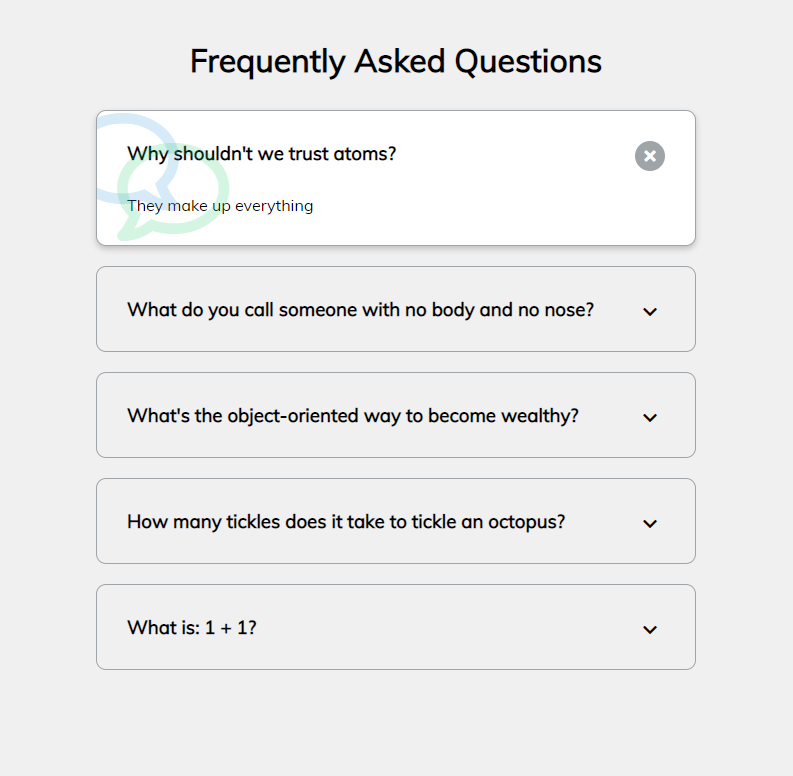 Frequently Asked Questions
Why shouldn't we trust atoms?
They make up everything
What do you call someone with no body and no nose?
What's the object-oriented way to become wealthy?
How many tickles does it take to tickle an octopus?
What is: 1 + 1?